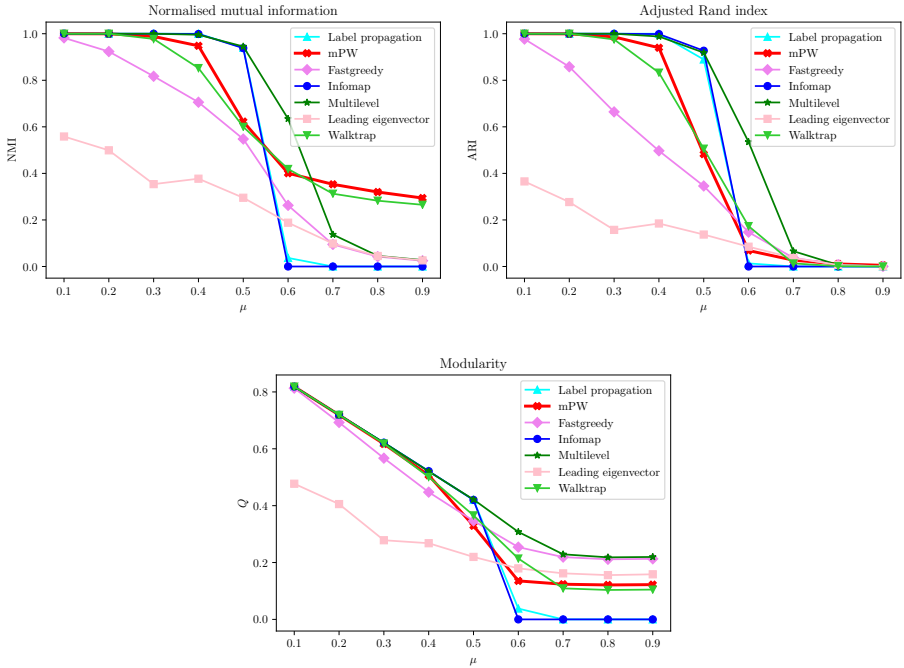 Normalised mutual information
NMI
1.0
0.8
0.6
0.4
0.2
0.0
0.1 0.2 0.3 0.4 0.5 0.6 0.7 0.8 0.9
μ
Label propagation
mPW
Fastgreedy
Infomap
Multilevel
Leading eigenvector
Walktrap
Adjusted Rand index
ARI
1.0
0.8
0.6
0.4
0.2
0.0
0.1 0.2 0.3 0.4 0.5 0.6 0.7 0.8 0.9
μ
Label propagation
mPW
Fastgreedy
Infomap
Multilevel
Leading eigenvector
Walktrap
Modularity
Q
0.8
0.6
0.4
0.2
0.0
0.1 0.2 0.3 0.4 0.5 0.6 0.7 0.8 0.9
μ
Label propagation
mPW
Fastgreedy
Infomap
Multilevel
Leading eigenvector
Walktrap